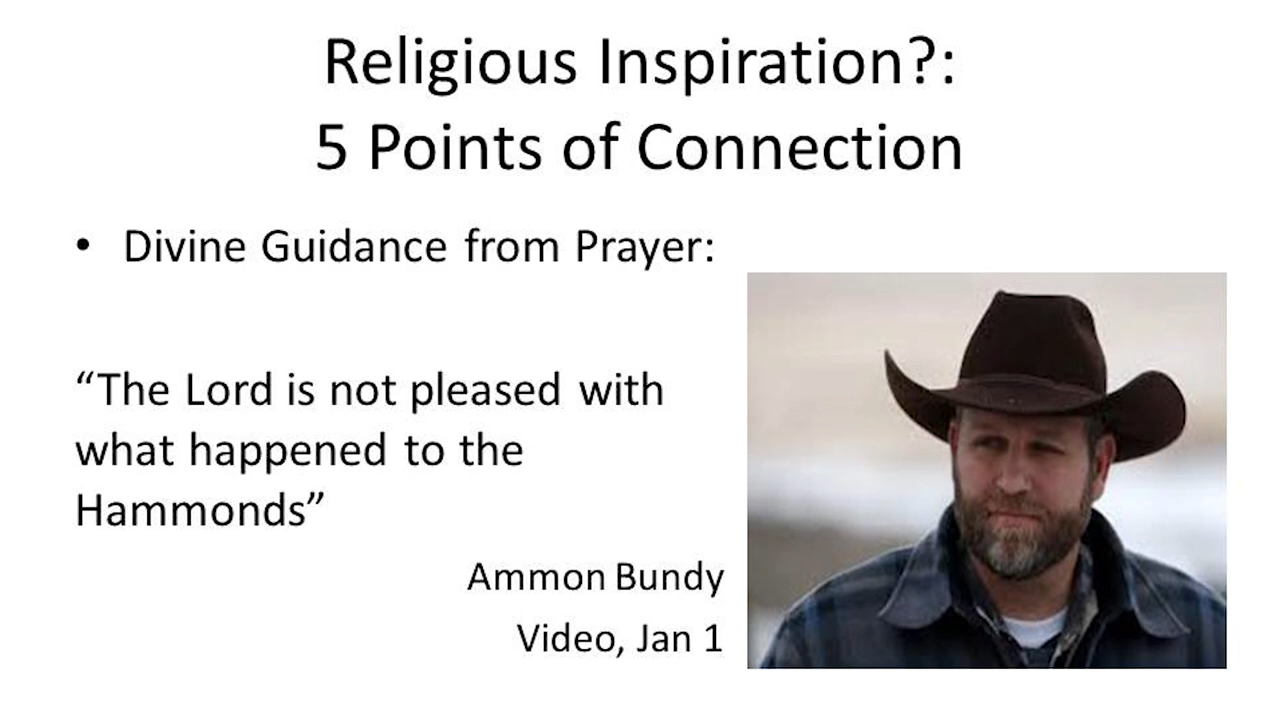 Religious Inspiration?:
5 Points of Connection
• Divine Guidance from Prayer:
“The Lord is not pleased with
what happened to the
Hammonds”
Ammon Bundy
Video, Jan 1